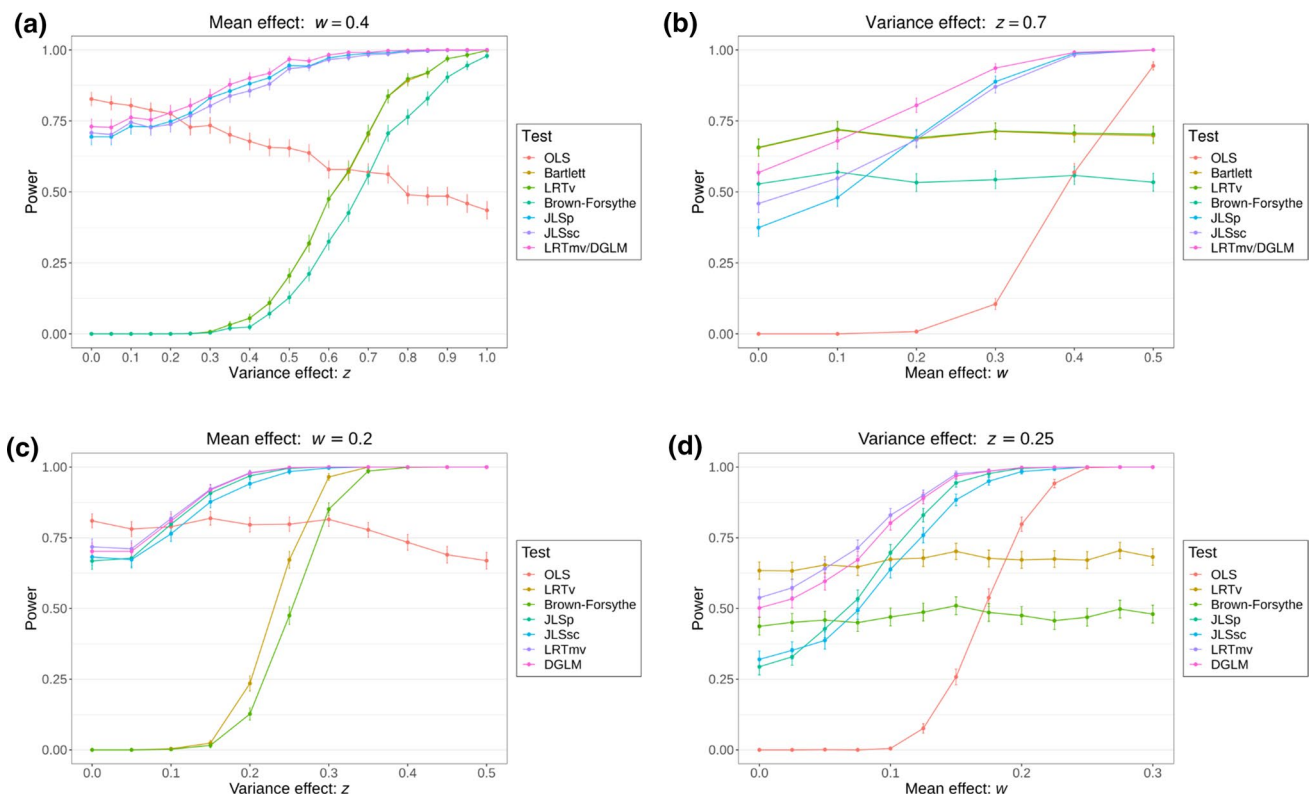 (a)
Mean effect: w = 0.4
Power
1.00
0.75
0.50
0.25
0.00
0.0 0.1 0.2 0.3 0.4 0.5 0.6 0.7 0.8 0.9 1.0
Variance effect: z
Test
OLS
Bartlett
LRTv
Brown-Forsythe
JLSp
JLSsc
LRTmv/DGLM
(b)
Variance effect: z = 0.7
Power
1.00
0.75
0.50
0.25
0.00
0.0 0.1 0.2 0.3 0.4 0.5
Mean effect: w
Test
OLS
Bartlett
LRTv
Brown-Forsythe
JLSp
JLSsc
LRTmv/DGLM
(c)
Mean effect: w = 0.2
Power
1.00
0.75
0.50
0.25
0.00
0.0 0.1 0.2 0.3 0.4 0.5
Variance effect: z
Test
OLS
LRTv
Brown-Forsythe
JLSp
JLSsc
LRTmv
DGLM
(d)
Variance effect: z = 0.25
Power
1.00
0.75
0.50
0.25
0.00
0.0 0.1 0.2 0.3
Mean effect: w
Test
OLS
LRTv
Brown-Forsythe
JLSp
JLSsc
LRTmv
DGLM